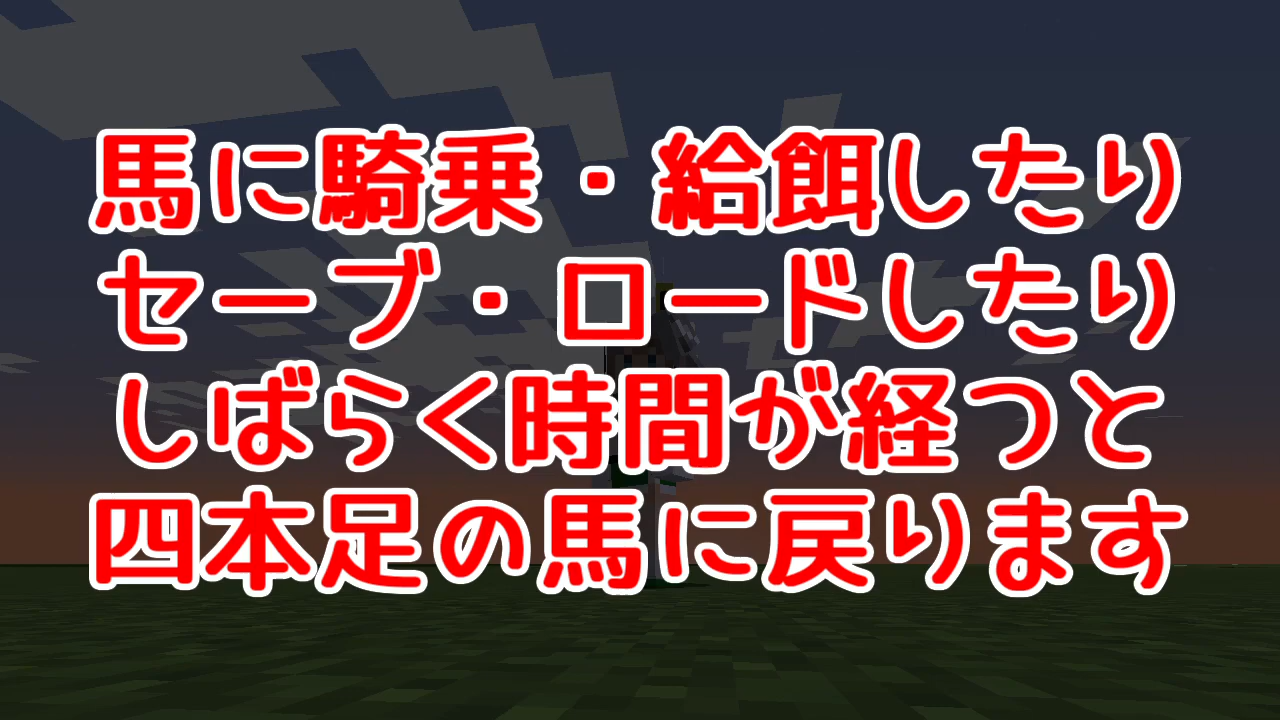 馬に騎乗・給餌したり
セーブ・ロードしたり
しばらく時間が経つと
四本足の馬に戻ります